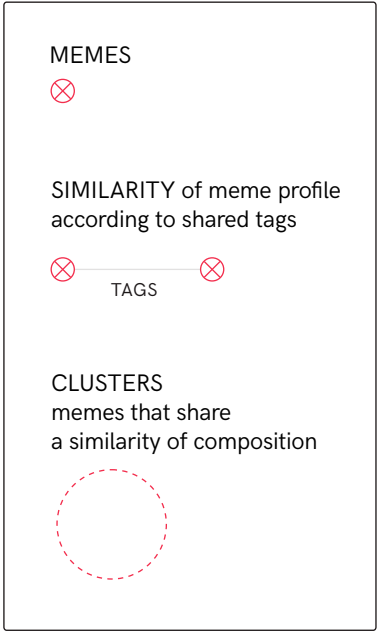 MEMES
SIMILARITY of meme profile
according to shared tags
TAGS
CLUSTERS
memes that share
a similarity of composition